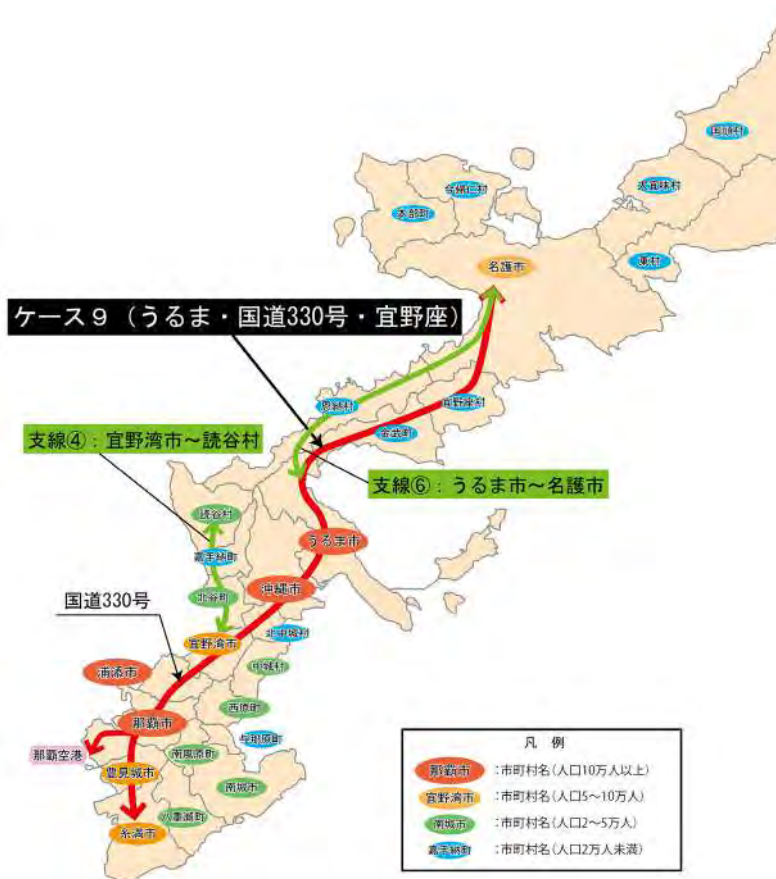 国頭村
大宜味村
今帰仁村
本部町
東村
名護市
ケース9（うるま・国道330号・宜野座）
恩納村
宜野座村
金武町
支線④：宜野湾市～読谷村
支線⑥：うるま市～名護市
読谷村
うるま市
嘉手納町
沖縄市
国道330号
北谷町
北中城村
宜野湾市
中城村
浦添市
西原町
那覇市
与那原町
那覇空港
南風原町
豊見城市
南城市
八重瀬町
糸満市
凡 例
那覇市：市町村名(人口10万人以上)
宜野湾市：市町村名(人口5～10万人)
南城市：市町村名(人口2～5万人)
嘉手納町：市町村名(人口2万人未満)